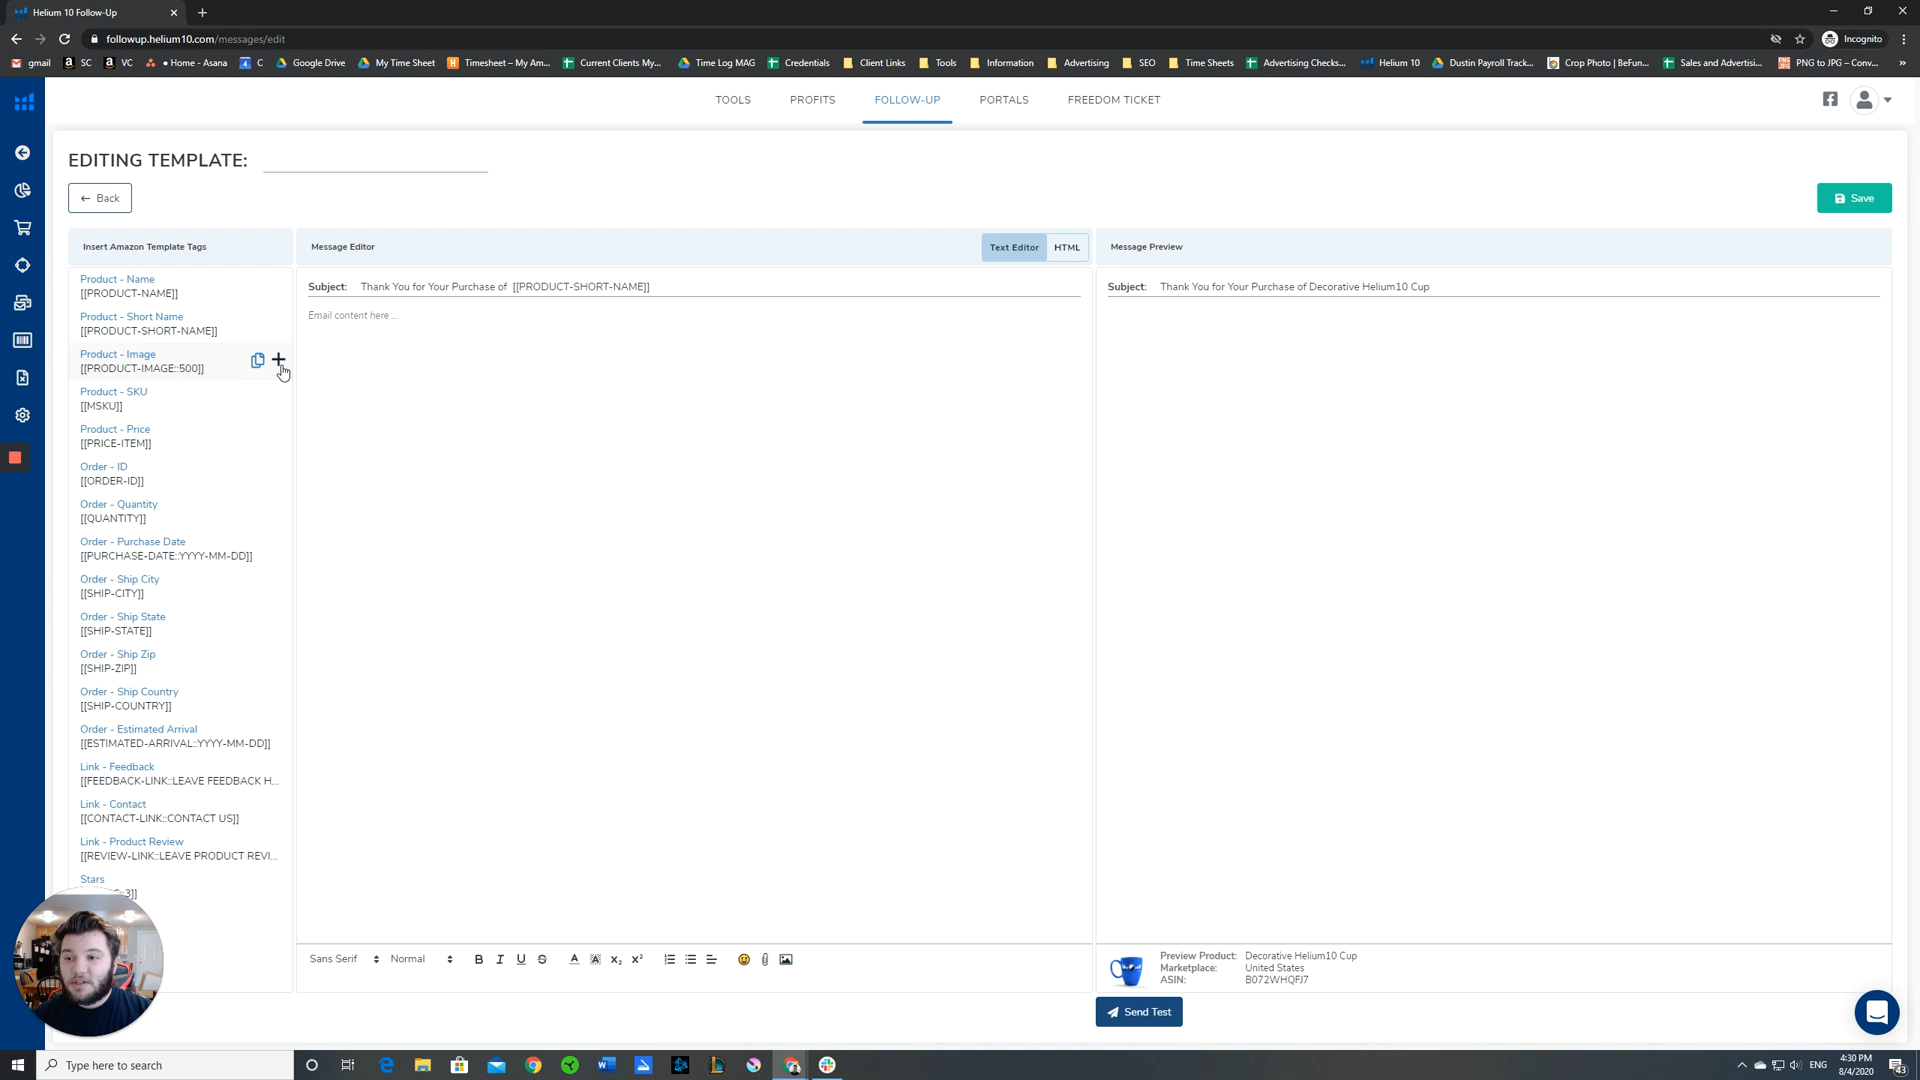 Helium 10 Follow-Up
followup.helium10.com/messages/edit
Incognito
gmail
SC
VC
• Home - Asana
C
Google Drive
My Time Sheet
Timesheet – My Am...
Current Clients My...
Time Log MAG
Credentials
Client Links
Tools
Information
Advertising
SEO
Time Sheets
Advertising Checks...
Helium 10
Dustin Payroll Track...
Crop Photo | BeFun...
Sales and Advertisi...
PNG to JPG – Conv...
»
TOOLS
PROFITS
FOLLOW-UP
PORTALS
FREEDOM TICKET
EDITING TEMPLATE:
← Back
Save
Insert Amazon Template Tags
Message Editor
Text Editor
HTML
Message Preview
Product - Name
[[PRODUCT-NAME]]
Product - Short Name
[[PRODUCT-SHORT-NAME]]
Product - Image
[[PRODUCT-IMAGE::500]]
Product - SKU
[[MSKU]]
Product - Price
[[PRICE-ITEM]]
Order - ID
[[ORDER-ID]]
Order - Quantity
[[QUANTITY]]
Order - Purchase Date
[[PURCHASE-DATE::YYYY-MM-DD]]
Order - Ship City
[[SHIP-CITY]]
Order - Ship State
[[SHIP-STATE]]
Order - Ship Zip
[[SHIP-ZIP]]
Order - Ship Country
[[SHIP-COUNTRY]]
Order - Estimated Arrival
[[ESTIMATED-ARRIVAL::YYYY-MM-DD]]
Link - Feedback
[[FEEDBACK-LINK::LEAVE FEEDBACK H...
Link - Contact
[[CONTACT-LINK::CONTACT US]]
Link - Product Review
[[REVIEW-LINK::LEAVE PRODUCT REVI...
Stars
::3]]
Subject: Thank You for Your Purchase of [[PRODUCT-SHORT-NAME]]
Email content here ...
Sans Serif
Normal
B I U S A A X₂ X²
Subject: Thank You for Your Purchase of Decorative Helium10 Cup
Preview Product: Decorative Helium10 Cup
Marketplace: United States
ASIN: B072WHQFJ7
Send Test
Type here to search
ENG
4:30 PM
8/4/2020
43